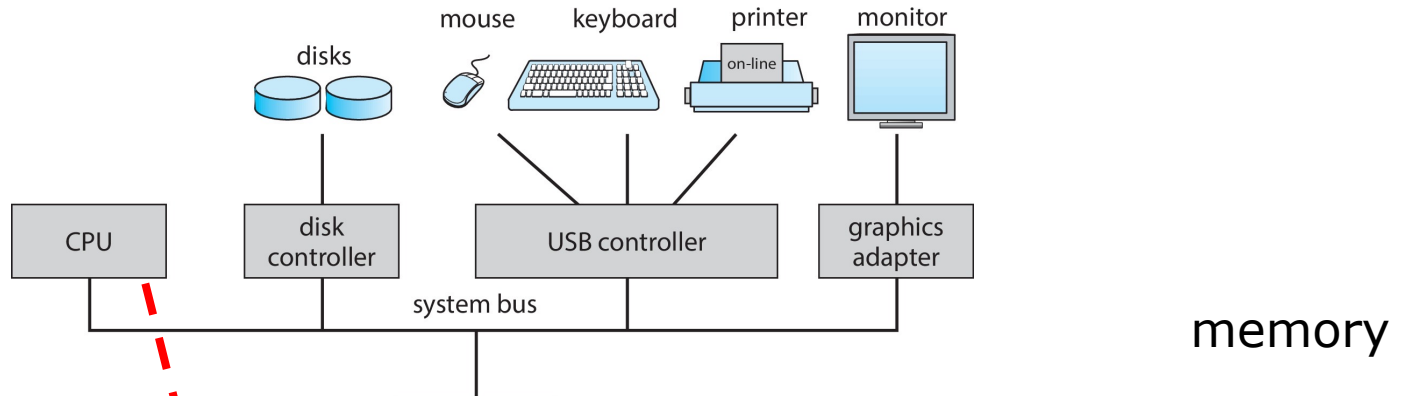 mouse
keyboard
printer
monitor
disks
on-line
CPU
disk
controller
USB controller
graphics
adapter
system bus
memory